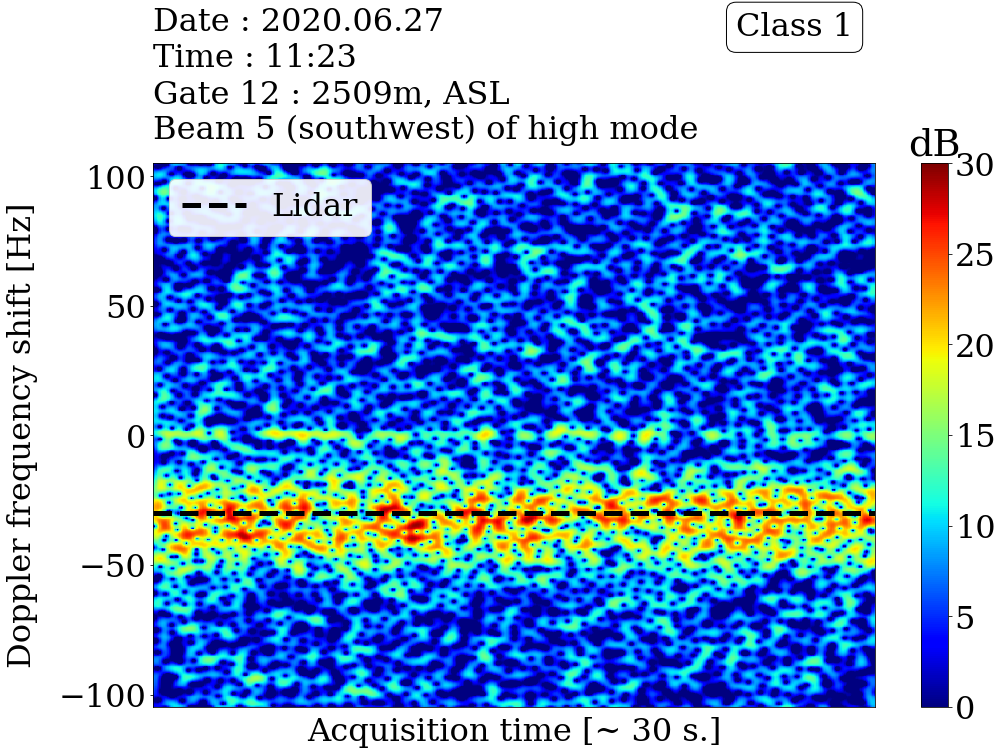 Date : 2020.06.27
Time : 11:23
Gate 12 : 2509m, ASL
Beam 5 (southwest) of high mode
Class 1
dB
Lidar
Doppler frequency shift [Hz]
100
50
0
−50
−100
Acquisition time [~ 30 s.]
30
25
20
15
10
5
0